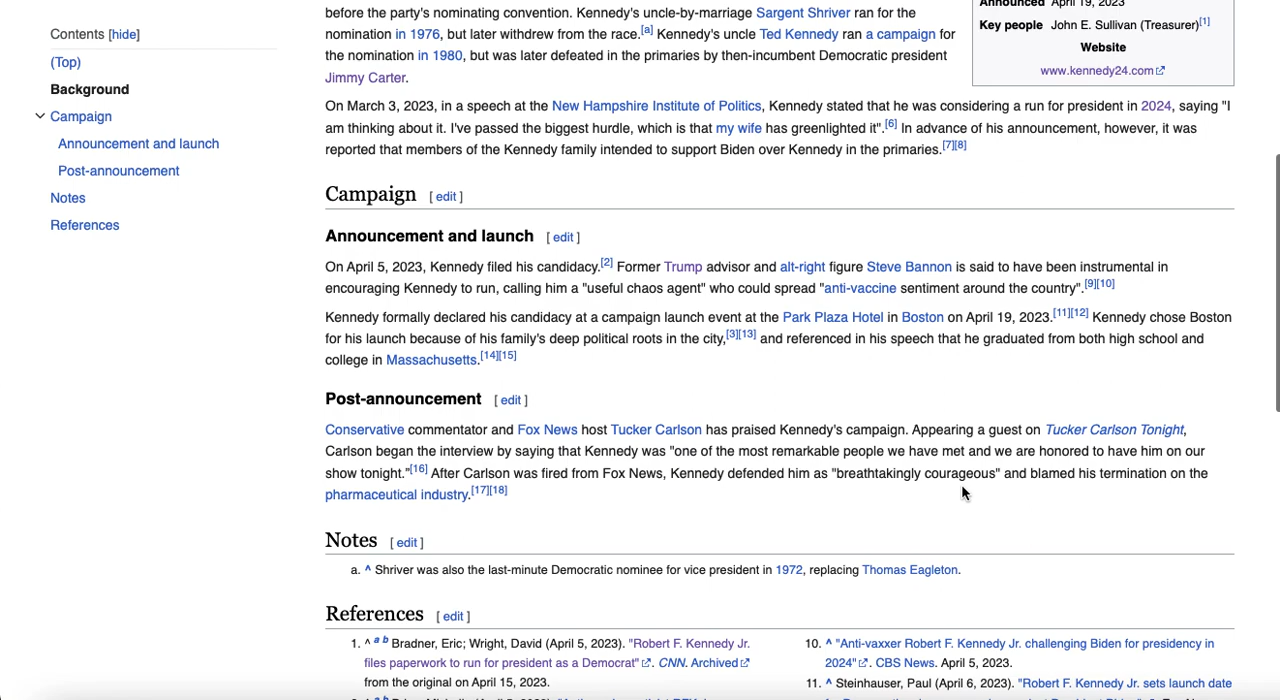 Contents [hide]
(Top)
Background
Campaign
Announcement and launch
Post-announcement
Notes
References
before the party's nominating convention. Kennedy's uncle-by-marriage Sargent Shriver ran for the
nomination in 1976, but later withdrew from the race.[a] Kennedy's uncle Ted Kennedy ran a campaign for
the nomination in 1980, but was later defeated in the primaries by then-incumbent Democratic president
Jimmy Carter.
Announced April 19, 2023
Key people John E. Sullivan (Treasurer)[1]
Website
www.kennedy24.com
On March 3, 2023, in a speech at the New Hampshire Institute of Politics, Kennedy stated that he was considering a run for president in 2024, saying "I
am thinking about it. I've passed the biggest hurdle, which is that my wife has greenlighted it".[6] In advance of his announcement, however, it was
reported that members of the Kennedy family intended to support Biden over Kennedy in the primaries.[7][8]
Campaign [ edit ]
Announcement and launch [ edit ]
On April 5, 2023, Kennedy filed his candidacy.[2] Former Trump advisor and alt-right figure Steve Bannon is said to have been instrumental in
encouraging Kennedy to run, calling him a "useful chaos agent" who could spread "anti-vaccine sentiment around the country".[9][10]
Kennedy formally declared his candidacy at a campaign launch event at the Park Plaza Hotel in Boston on April 19, 2023.[11][12] Kennedy chose Boston
for his launch because of his family's deep political roots in the city,[3][13] and referenced in his speech that he graduated from both high school and
college in Massachusetts.[14][15]
Post-announcement [ edit ]
Conservative commentator and Fox News host Tucker Carlson has praised Kennedy's campaign. Appearing a guest on Tucker Carlson Tonight,
Carlson began the interview by saying that Kennedy was "one of the most remarkable people we have met and we are honored to have him on our
show tonight."[16] After Carlson was fired from Fox News, Kennedy defended him as "breathtakingly courageous" and blamed his termination on the
pharmaceutical industry.[17][18]
Notes [ edit ]
a. ^ Shriver was also the last-minute Democratic nominee for vice president in 1972, replacing Thomas Eagleton.
References [ edit ]
1. ^ a b Bradner, Eric; Wright, David (April 5, 2023). "Robert F. Kennedy Jr.
files paperwork to run for president as a Democrat". CNN. Archived
from the original on April 15, 2023.
10. ^ "Anti-vaxxer Robert F. Kennedy Jr. challenging Biden for presidency in
2024". CBS News. April 5, 2023.
11. ^ Steinhauser, Paul (April 6, 2023). "Robert F. Kennedy Jr. sets launch date